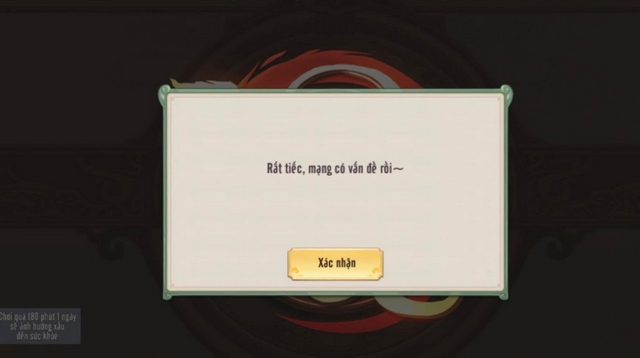 Rất tiếc, mạng có vấn đề rồi~
Xác nhận
Chơi quá 180 phút 1 ngày
sẽ ảnh hưởng xấu
đến sức khỏe